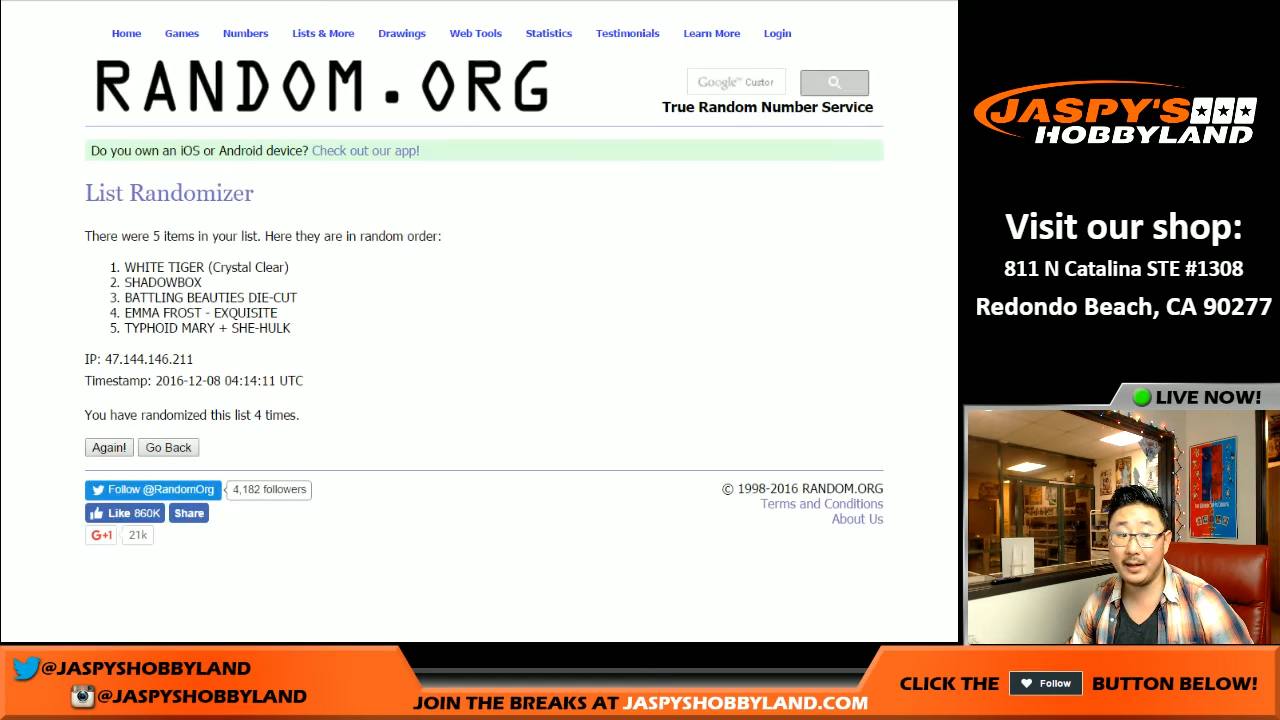 Home Games Numbers Lists & More Drawings Web Tools Statistics Testimonials Learn More Login
RANDOM.ORG
Google™ Custor
True Random Number Service
Do you own an iOS or Android device? Check out our app!
List Randomizer
There were 5 items in your list. Here they are in random order:
1. WHITE TIGER (Crystal Clear)
2. SHADOWBOX
3. BATTLING BEAUTIES DIE-CUT
4. EMMA FROST - EXQUISITE
5. TYPHOID MARY + SHE-HULK
IP: 47.144.146.211
Timestamp: 2016-12-08 04:14:11 UTC
You have randomized this list 4 times.
Again! Go Back
Follow @RandomOrg 4,182 followers
Like 860K Share
G+1 21k
© 1998-2016 RANDOM.ORG
Terms and Conditions
About Us
JASPY'S
HOBBYLAND
Visit our shop:
811 N Catalina STE #1308
Redondo Beach, CA 90277
LIVE NOW!
@JASPYSHOBBYLAND
@JASPYSHOBBYLAND
JOIN THE BREAKS AT JASPYSHOBBYLAND.COM
CLICK THE Follow BUTTON BELOW!